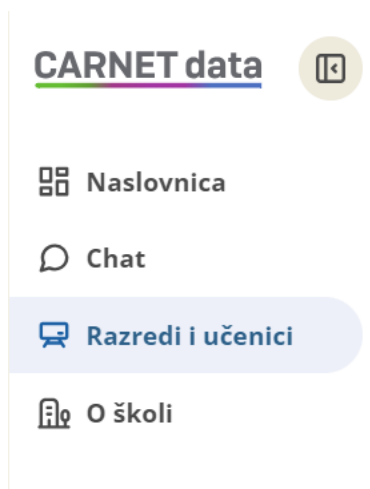 CARNET data
Naslovnica
Chat
Razredi i učenici
O školi